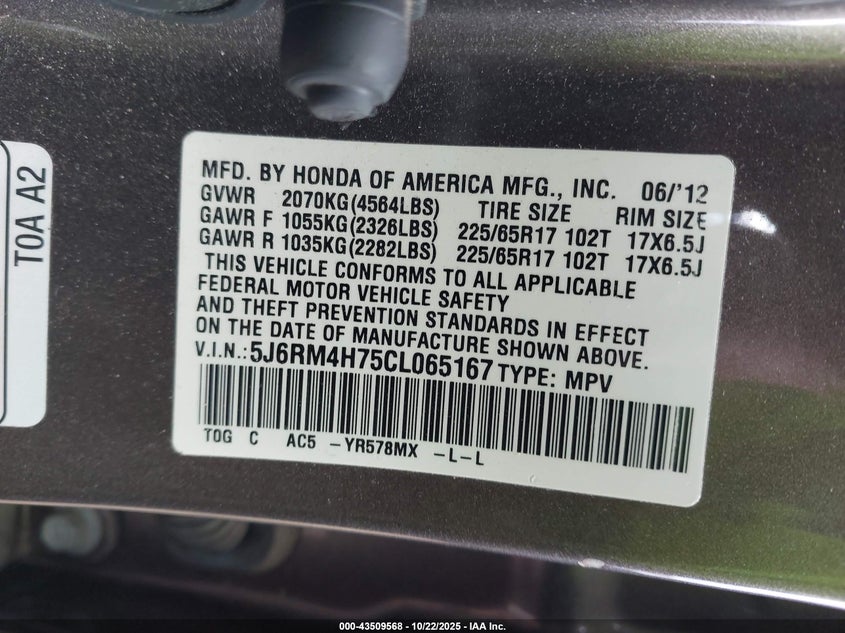 T0A A2
MFD. BY HONDA OF AMERICA MFG., INC. 06/'12
GVWR 2070KG(4564LBS) TIRE SIZE RIM SIZE
GAWR F 1055KG(2326LBS) 225/65R17 102T 17X6.5J
GAWR R 1035KG(2282LBS) 225/65R17 102T 17X6.5J
THIS VEHICLE CONFORMS TO ALL APPLICABLE
FEDERAL MOTOR VEHICLE SAFETY
AND THEFT PREVENTION STANDARDS IN EFFECT
ON THE DATE OF MANUFACTURE SHOWN ABOVE.
V.I.N.: 5J6RM4H75CL065167 TYPE: MPV
T0G C AC5 -YR578MX -L-L
000-43509568 - 10/22/2025 - IAA Inc.